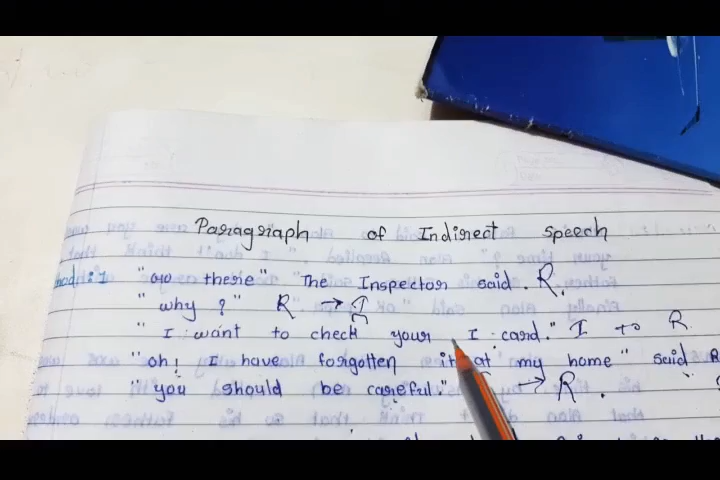 Paragraph of Indirect speech
"Go there" The Inspector said. R.
"why ?" R → I
"I want to check your I card." I to R
"oh! I have forgotten it at my home" said R
"you should be careful." → R.